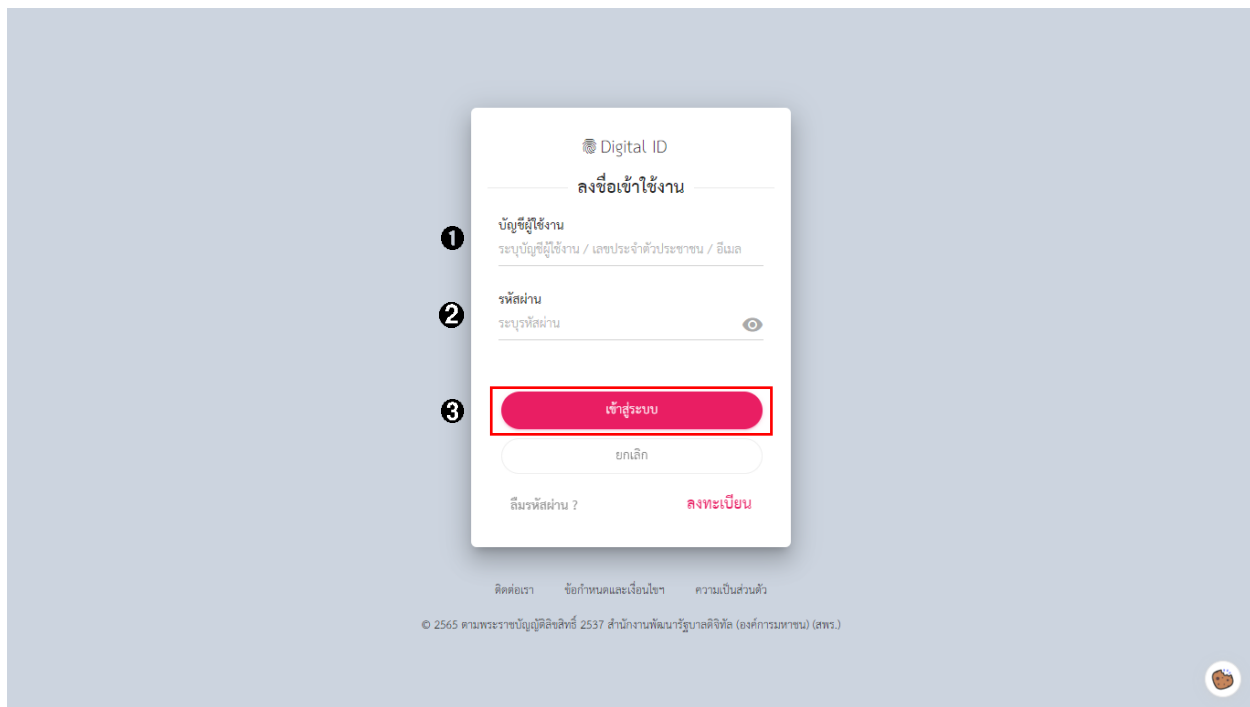 Digital ID
ลงชื่อเข้าใช้งาน
1
บัญชีผู้ใช้งาน
ระบุบัญชีผู้ใช้งาน / เลขประจำตัวประชาชน / อีเมล
2
รหัสผ่าน
ระบุรหัสผ่าน
3
เข้าสู่ระบบ
ยกเลิก
ลืมรหัสผ่าน ? ลงทะเบียน
ติดต่อเรา ข้อกำหนดและเงื่อนไขฯ ความเป็นส่วนตัว
© 2565 ตามพระราชบัญญัติลิขสิทธิ์ 2537 สำนักงานพัฒนารัฐบาลดิจิทัล (องค์การมหาชน) (สพร.)